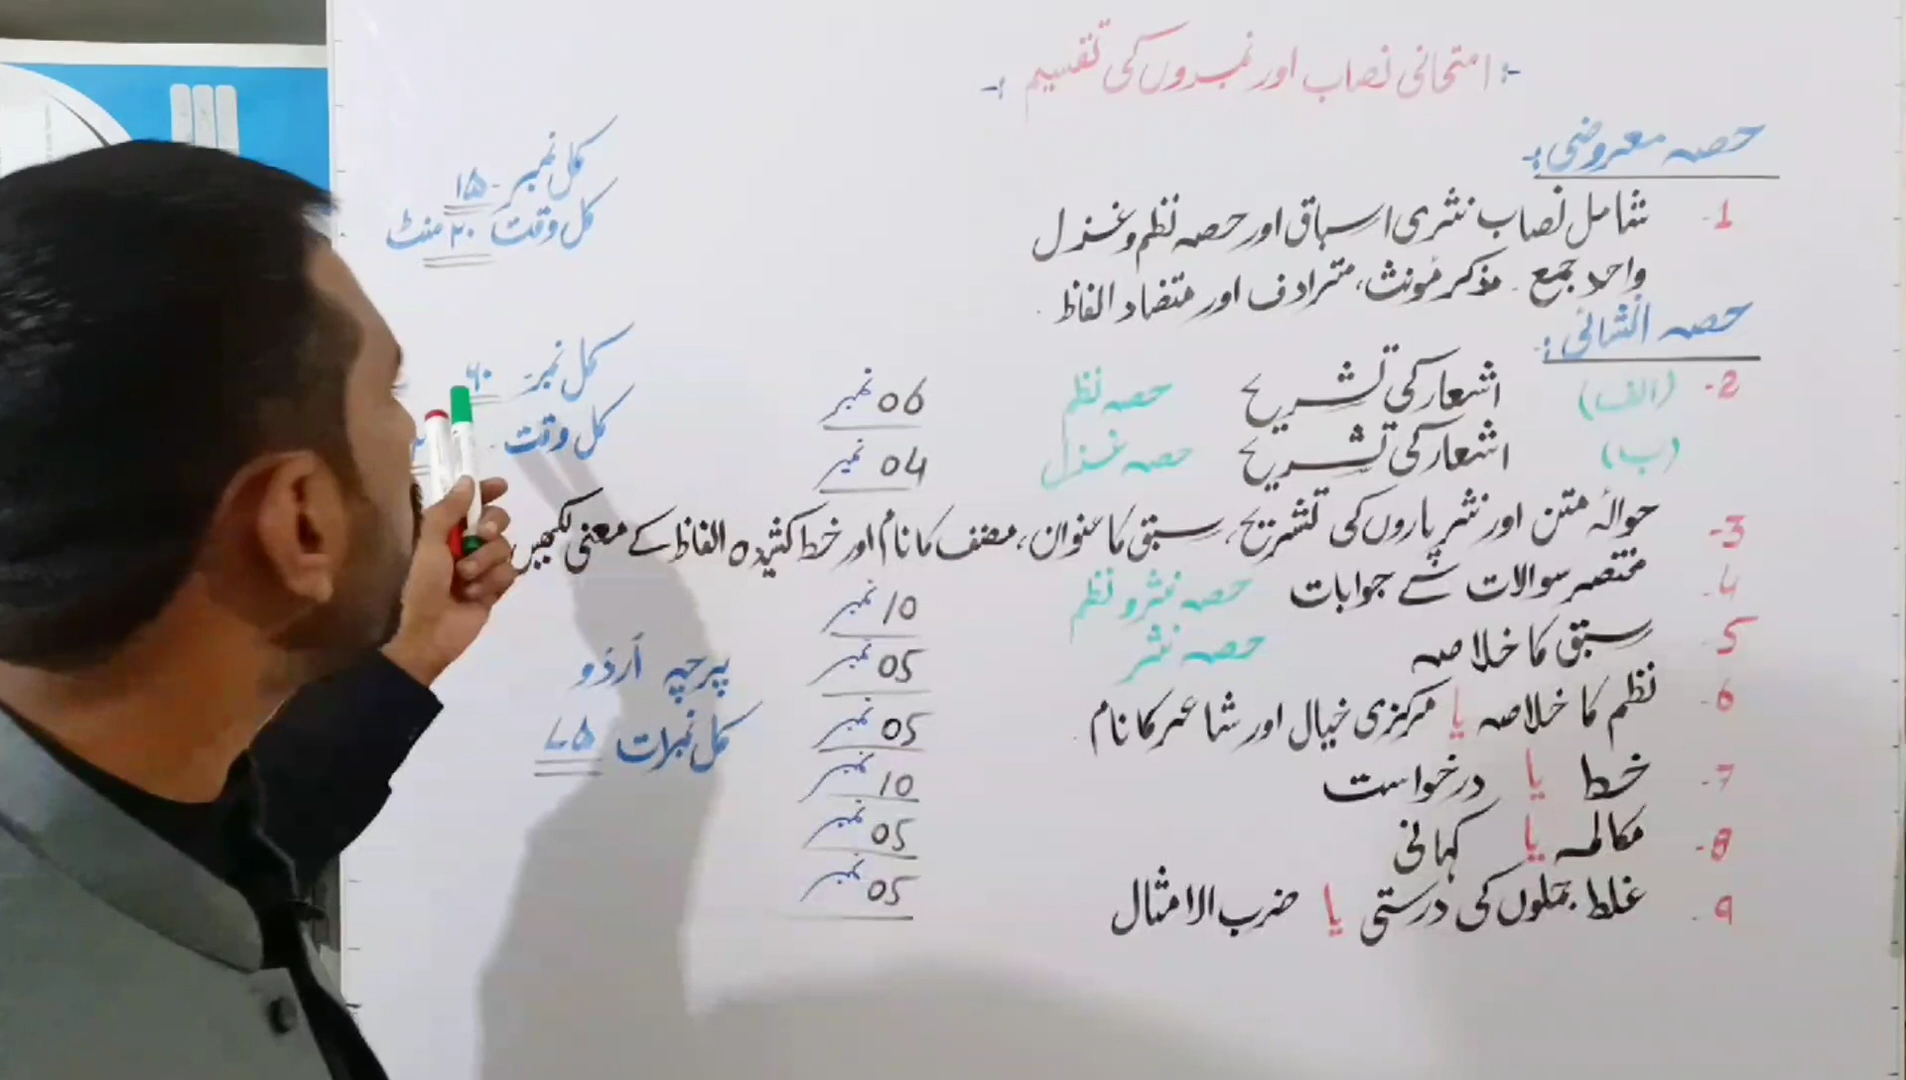 :- امتحانی نصاب اور نمبروں کی تقسیم :-
حصہ معروضی :-
کل نمبر - ۱۵
کل وقت ۲۰ منٹ
1- شامل نصاب نثری اسباق اور حصہ نظم و غزل
واحد جمع - مذکر مونث، مترادف اور متضاد الفاظ -
حصہ انشائی :-
کل نمبر - ۶۰
کل وقت -
2- (الف) اشعار کی تشریح حصہ نظم 06 نمبر
(ب) اشعار کی تشریح حصہ غزل 04 نمبر
3- حوالۂ متن اور نثر پاروں کی تشریح، سبق کا عنوان، مصنف کا نام اور خط کشیدہ الفاظ کے معنی لکھیں
4- مختصر سوالات کے جوابات حصہ نثر و نظم 10 نمبر
5- سبق کا خلاصہ حصہ نثر 05 نمبر
6- نظم کا خلاصہ یا مرکزی خیال اور شاعر کا نام - 05 نمبر
7- خط یا درخواست 10 نمبر
8- مکالمہ یا کہانی 05 نمبر
9- غلط جملوں کی درستی یا ضرب الامثال 05 نمبر
پرچہ اُردو
کل نمبرات ۷۵